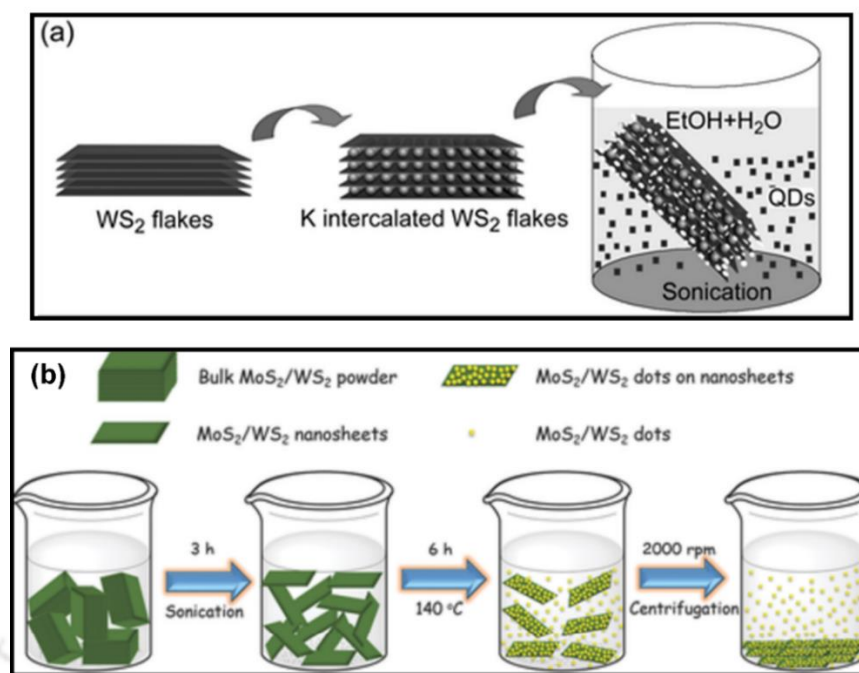 (a)
EtOH+H₂O
QDs
WS₂ flakes
K intercalated WS₂ flakes
Sonication
(b)
Bulk MoS₂/WS₂ powder
MoS₂/WS₂ dots on nanosheets
MoS₂/WS₂ nanosheets
MoS₂/WS₂ dots
3 h
Sonication
6 h
140 °C
2000 rpm
Centrifugation